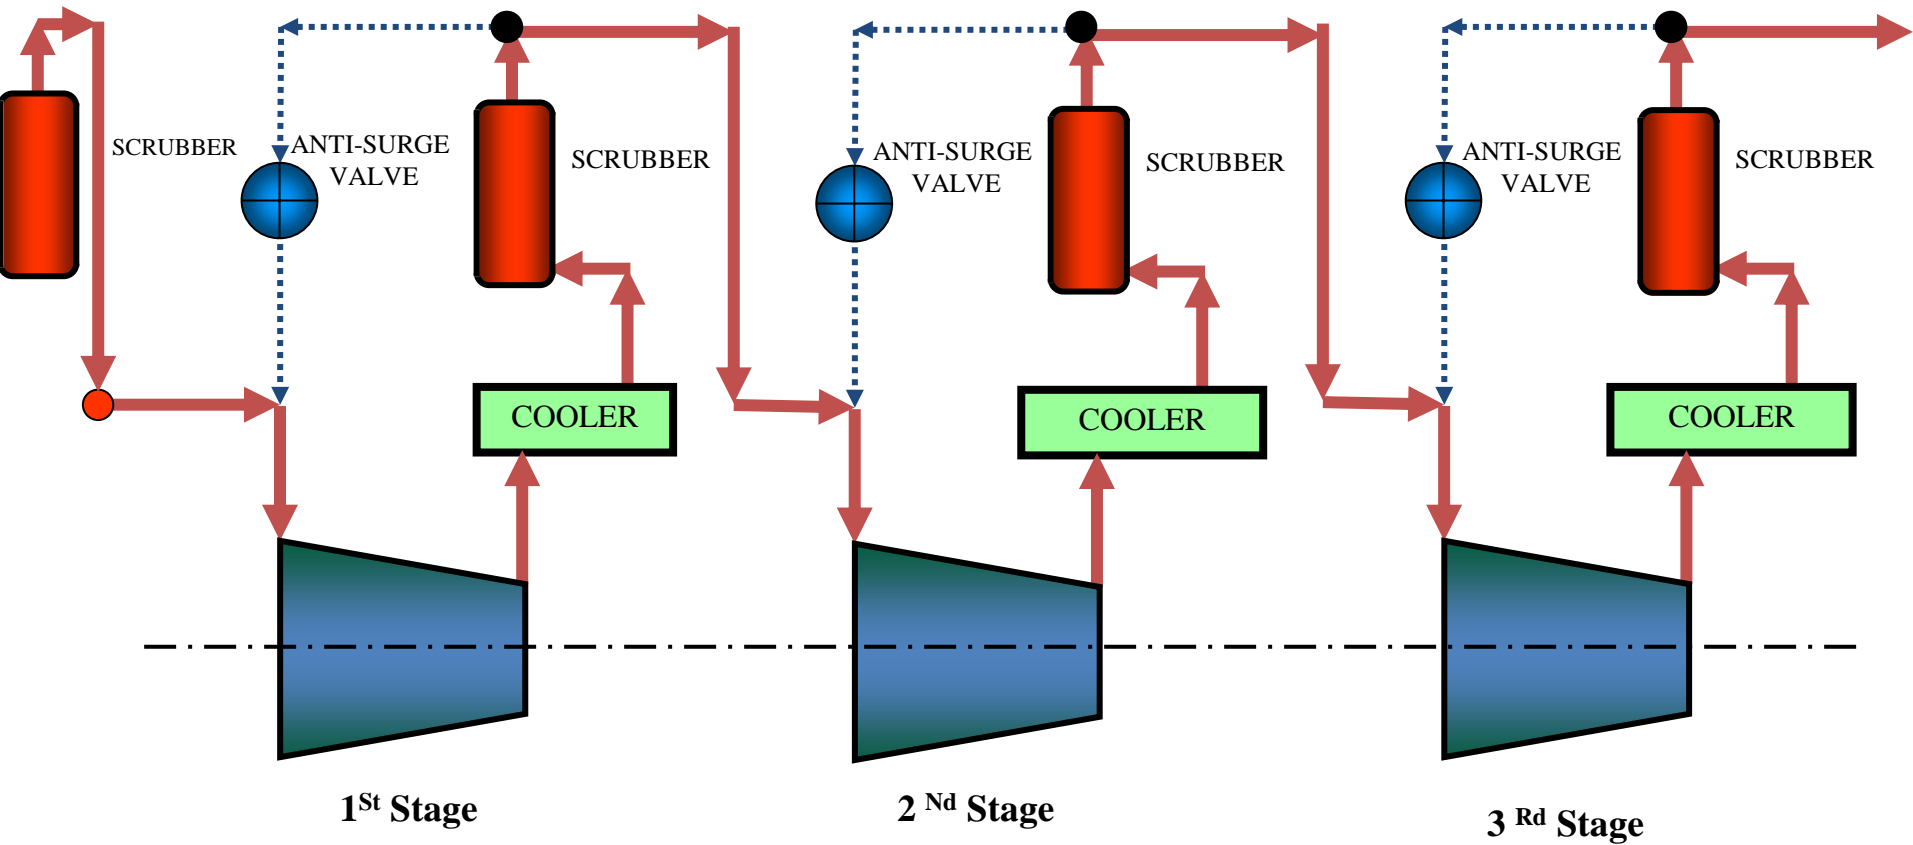 SCRUBBER
ANTI-SURGE
VALVE
SCRUBBER
ANTI-SURGE
VALVE
SCRUBBER
ANTI-SURGE
VALVE
SCRUBBER
COOLER
COOLER
COOLER
1St Stage
2 Nd Stage
3 Rd Stage